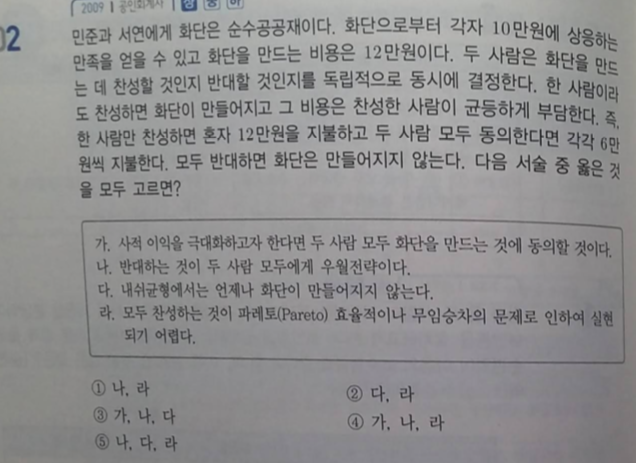 2009 | 공인회계사 | 상 중 하
02
민준과 서연에게 화단은 순수공공재이다. 화단으로부터 각자 10만원에 상응하는
만족을 얻을 수 있고 화단을 만드는 비용은 12만원이다. 두 사람은 화단을 만드
는 데 찬성할 것인지 반대할 것인지를 독립적으로 동시에 결정한다. 한 사람이라
도 찬성하면 화단이 만들어지고 그 비용은 찬성한 사람이 균등하게 부담한다. 즉,
한 사람만 찬성하면 혼자 12만원을 지불하고 두 사람 모두 동의한다면 각각 6만
원씩 지불한다. 모두 반대하면 화단은 만들어지지 않는다. 다음 서술 중 옳은 것
을 모두 고르면?
가. 사적 이익을 극대화하고자 한다면 두 사람 모두 화단을 만드는 것에 동의할 것이다.
나. 반대하는 것이 두 사람 모두에게 우월전략이다.
다. 내쉬균형에서는 언제나 화단이 만들어지지 않는다.
라. 모두 찬성하는 것이 파레토(Pareto) 효율적이나 무임승차의 문제로 인하여 실현
되기 어렵다.
① 나, 라
② 다, 라
③ 가, 나, 다
④ 가, 나, 라
⑤ 나, 다, 라